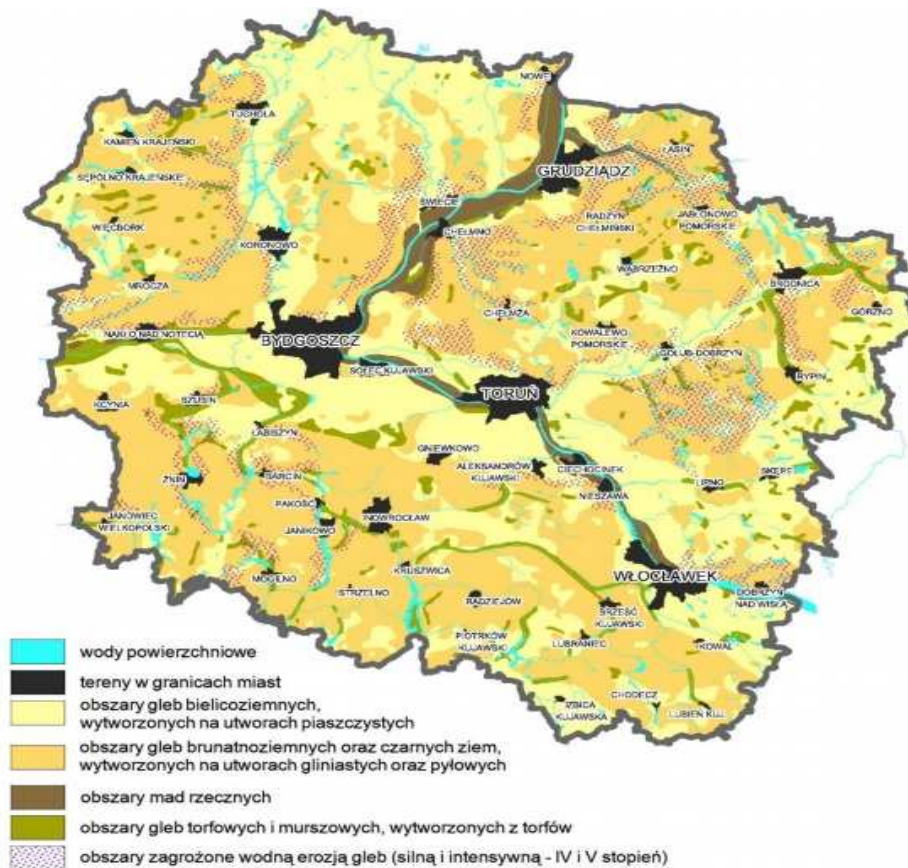 NOWE
TUCHOLA
KAMIEŃ KRAJEŃSKI
ŁASIN
GRUDZIĄDZ
SĘPÓLNO KRAJEŃSKIE
ŚWIECIE
WIĘCBORK
RADZYŃ
CHEŁMIŃSKI
JABŁONOWO
POMORSKIE
CHEŁMNO
KORONOWO
WĄBRZEŹNO
MROCZA
BRODNICA
CHEŁMŻA
GÓRZNO
NAKŁO NAD NOTECIĄ
BYDGOSZCZ
KOWALEWO
POMORSKIE
GOLUB-DOBRZYŃ
SOLEC KUJAWSKI
RYPIN
TORUŃ
KCYNIA
SZUBIN
ŁABISZYN
GNIEWKOWO
ALEKSANDRÓW
KUJAWSKI
CIECHOCINEK
SKĘPE
ŻNIN
BARCIN
LIPNO
NIESZAWA
PAKOŚĆ
INOWROCŁAW
JANOWIEC
WIELKOPOLSKI
JANIKOWO
KRUSZWICA
WŁOCŁAWEK
MOGILNO
STRZELNO
DOBRZYŃ
NAD WISŁĄ
RADZIEJÓW
BRZEŚĆ
KUJAWSKI
PIOTRKÓW
KUJAWSKI
LUBRANIEC
KOWAL
CHODECZ
IZBICA
KUJAWSKA
LUBIEŃ KUJ.
wody powierzchniowe
tereny w granicach miast
obszary gleb bielicoziemnych,
wytworzonych na utworach piaszczystych
obszary gleb brunatnoziemnych oraz czarnych ziem,
wytworzonych na utworach gliniastych oraz pyłowych
obszary mad rzecznych
obszary gleb torfowych i murszowych, wytworzonych z torfów
obszary zagrożone wodną erozją gleb (silną i intensywną - IV i V stopień)